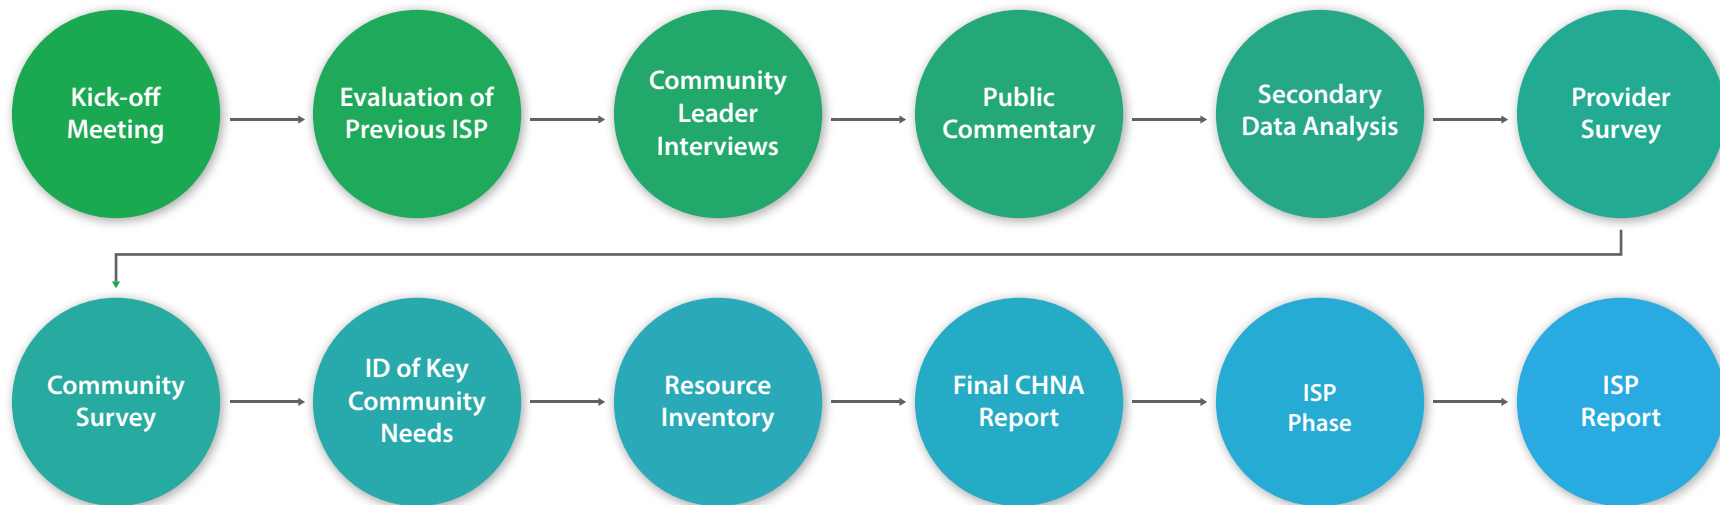 Kick-off
Meeting
Evaluation of
Previous ISP
Community
Leader
Interviews
Public
Commentary
Secondary
Data Analysis
Provider
Survey
Community
Survey
ID of Key
Community
Needs
Resource
Inventory
Final CHNA
Report
ISP
Phase
ISP
Report